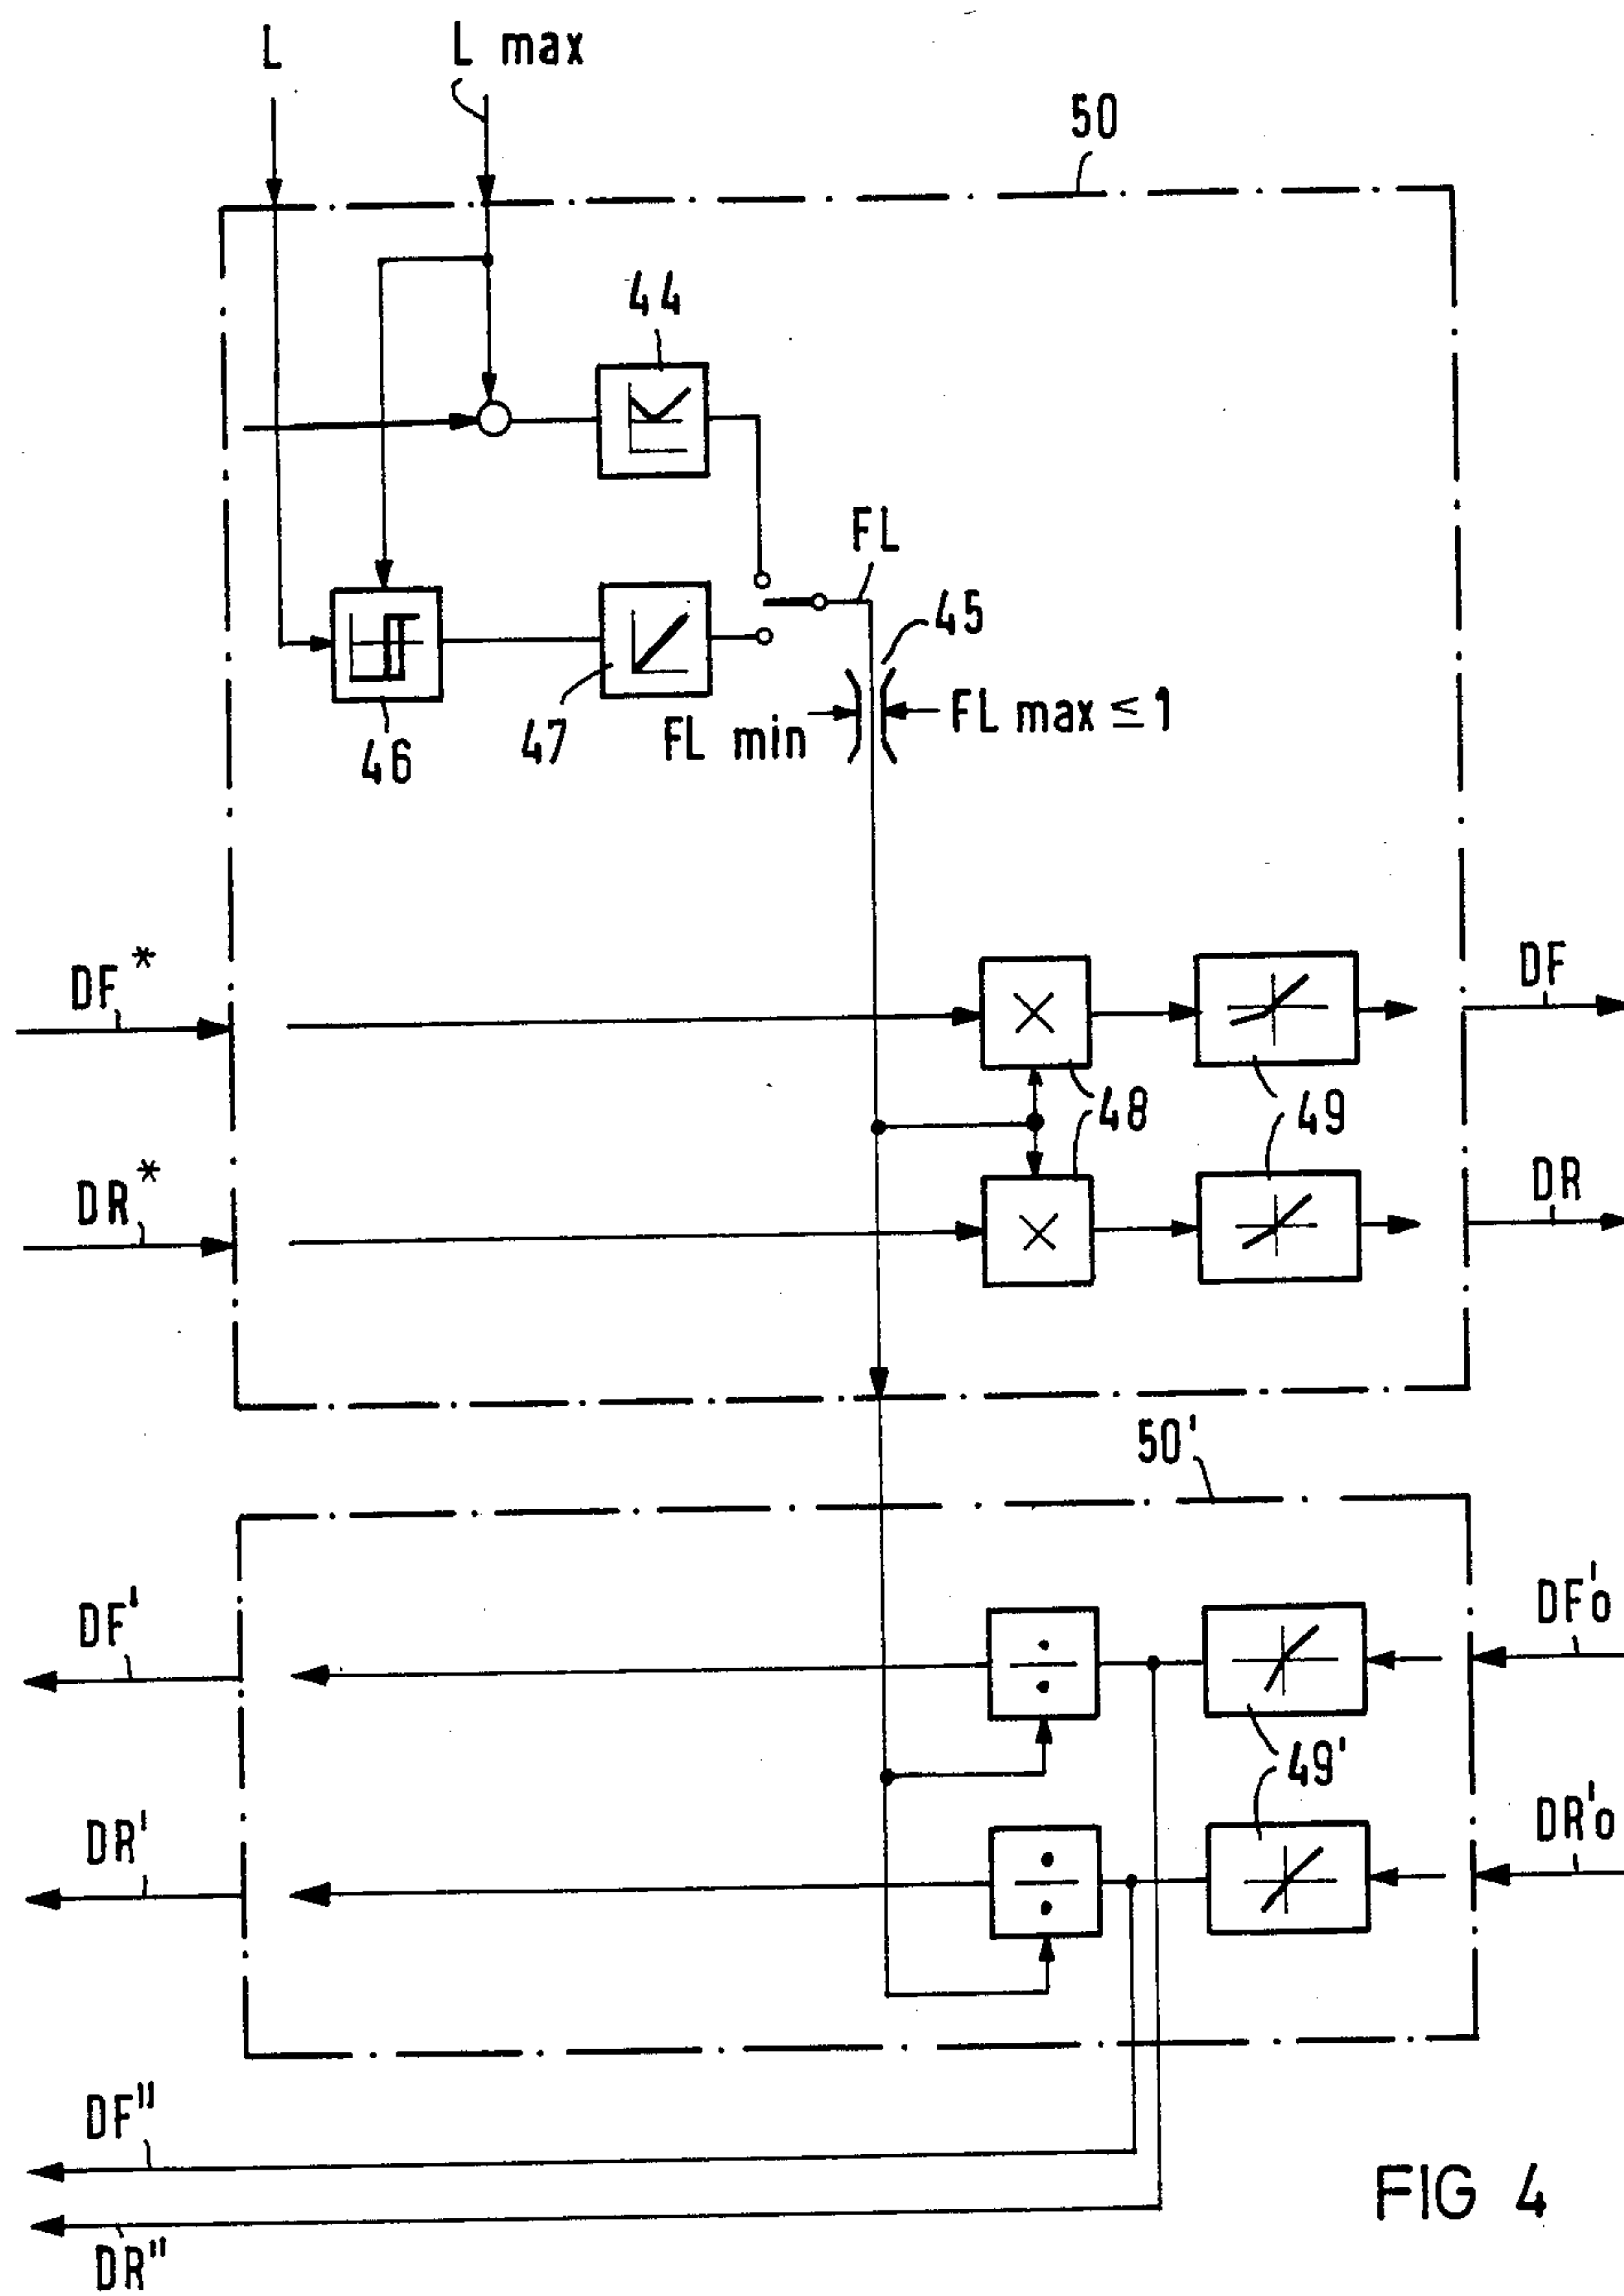 L
L max
50
44
FL
45
46
47
FL min
FL max ≤ 1
DF*
×
DF
48
49
DR*
×
DR
50'
DF'
÷
DF'o
49'
DR'
÷
DR'o
DF"
FIG 4
DR"